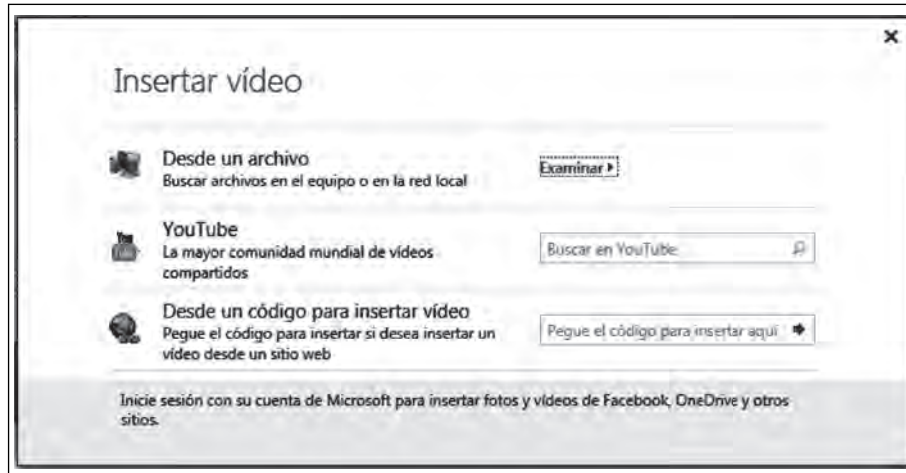 Insertar vídeo
Desde un archivo
Buscar archivos en el equipo o en la red local
Examinar
YouTube
La mayor comunidad mundial de vídeos
compartidos
Buscar en YouTube
Desde un código para insertar vídeo
Pegue el código para insertar si desea insertar un
vídeo desde un sitio web
Pegue el código para insertar aquí
Inicie sesión con su cuenta de Microsoft para insertar fotos y vídeos de Facebook, OneDrive y otros
sitios.